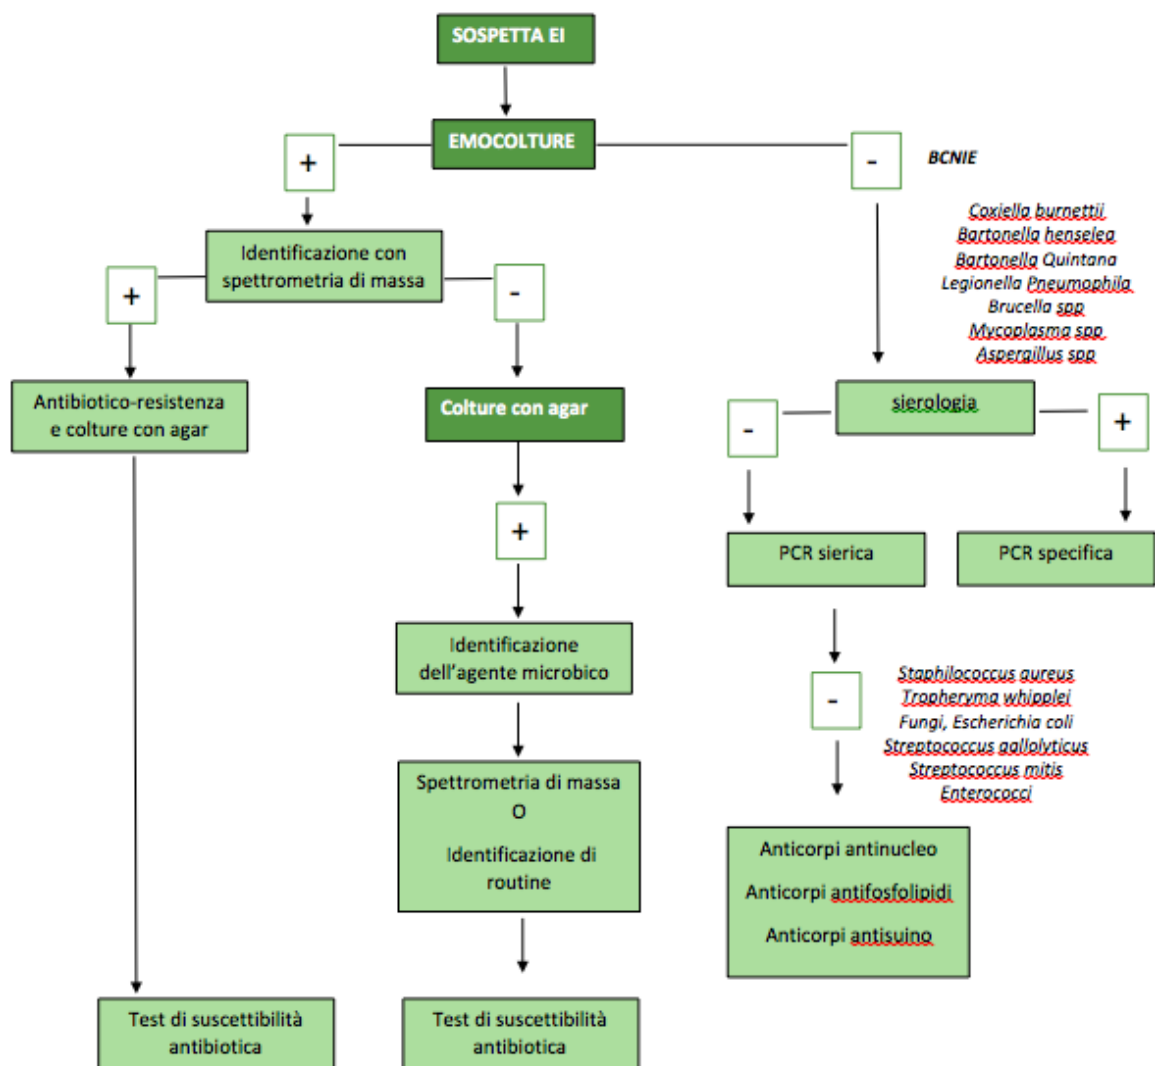 SOSPETTA EI
EMOCOLTURE
+
-
BCNIE
Coxiella burnettii
Bartonella henselea
Bartonella Quintana
Legionella Pneumophila
Brucella spp
Mycoplasma spp
Aspergillus spp
Identificazione con
spettrometria di massa
+
-
Antibiotico-resistenza
e colture con agar
Colture con agar
sierologia
-
+
+
PCR sierica
PCR specifica
Identificazione
dell'agente microbico
-
Staphilococcus aureus
Tropheryma whipplei
Fungi, Escherichia coli
Streptococcus gallolyticus
Streptococcus mitis
Enterococci
Spettrometria di massa
O
Identificazione di
routine
Anticorpi antinucleo
Anticorpi antifosfolipidi
Anticorpi antisuino
Test di suscettibilità
antibiotica
Test di suscettibilità
antibiotica